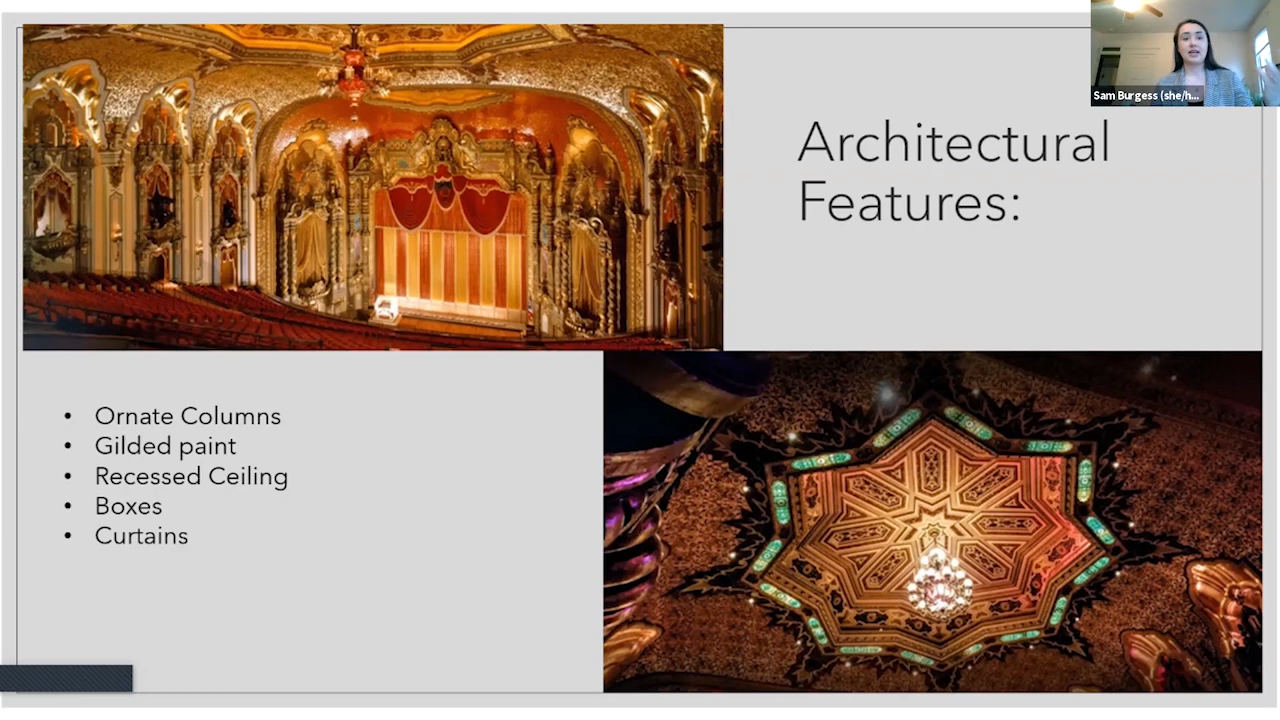 Sam Burgess (she/h...
Architectural
Features:
• Ornate Columns
• Gilded paint
• Recessed Ceiling
• Boxes
• Curtains